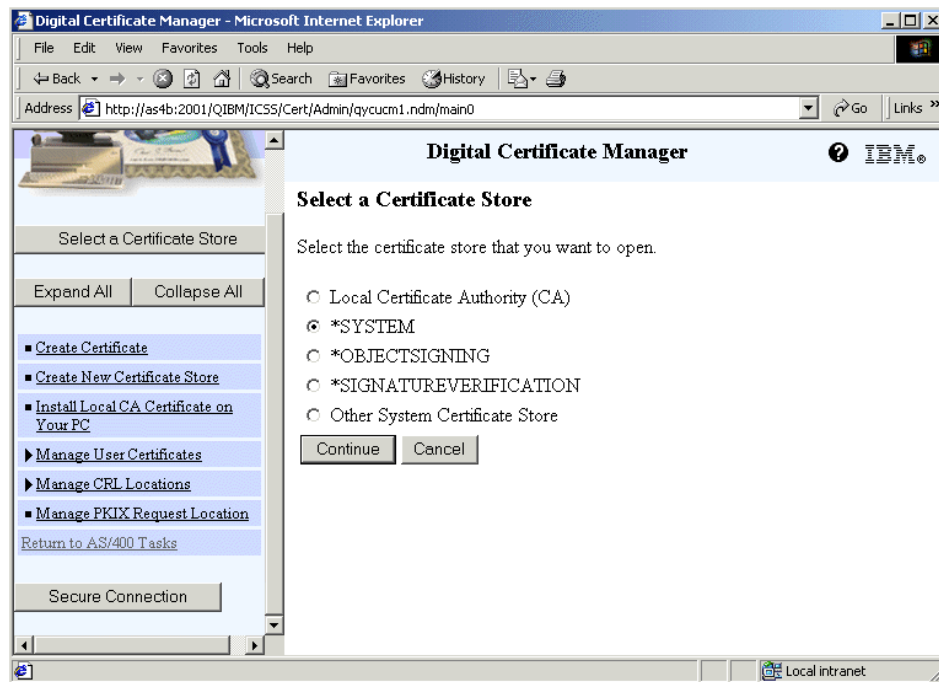 Digital Certificate Manager - Microsoft Internet Explorer
File Edit View Favorites Tools Help
Back Search Favorites History
Address http://as4b:2001/QIBM/ICSS/Cert/Admin/qycucm1.ndm/main0 Go Links »
Digital Certificate Manager ? IBM®
Select a Certificate Store
Expand All Collapse All
Create Certificate
Create New Certificate Store
Install Local CA Certificate on
Your PC
Manage User Certificates
Manage CRL Locations
Manage PKIX Request Location
Return to AS/400 Tasks
Secure Connection
Select a Certificate Store
Select the certificate store that you want to open.
Local Certificate Authority (CA)
*SYSTEM
*OBJECTSIGNING
*SIGNATUREVERIFICATION
Other System Certificate Store
Continue Cancel
Local intranet